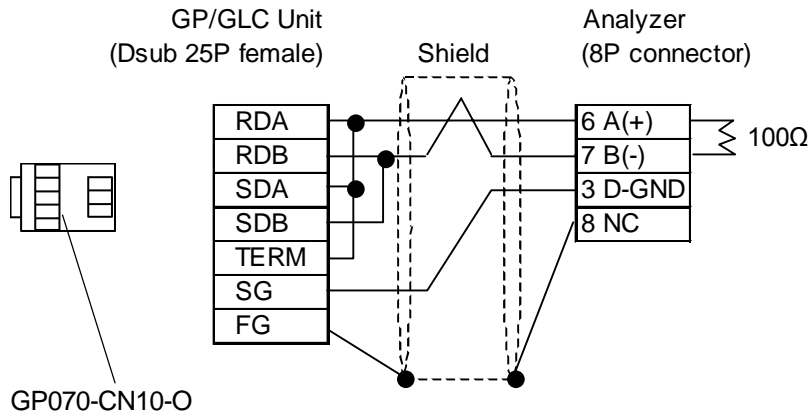 GP/GLC Unit
(Dsub 25P female)
Shield
Analyzer
(8P connector)
RDA
RDB
SDA
SDB
TERM
SG
FG
6 A(+)
7 B(-)
3 D-GND
8 NC
100Ω
GP070-CN10-O